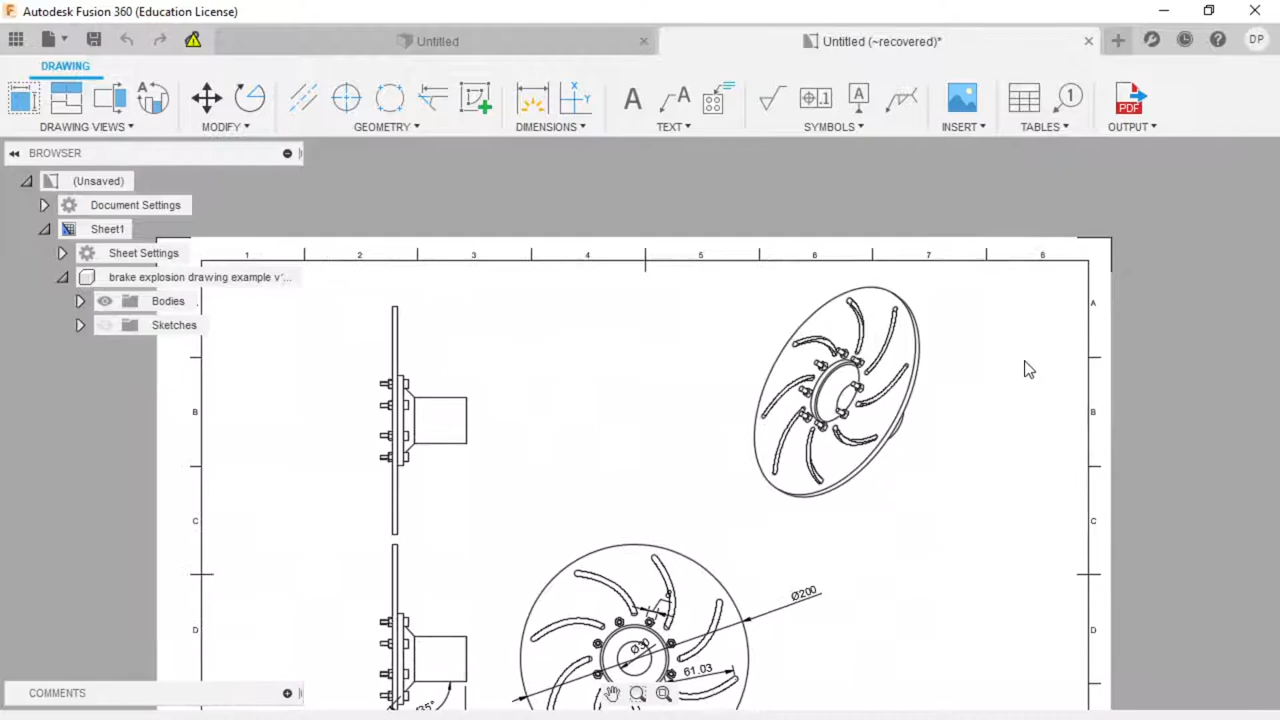 Autodesk Fusion 360 (Education License)
Untitled
Untitled (~recovered)*
DP
DRAWING
DRAWING VIEWS
MODIFY
GEOMETRY
DIMENSIONS
TEXT
SYMBOLS
INSERT
TABLES
OUTPUT
PDF
BROWSER
(Unsaved)
Document Settings
Sheet1
Sheet Settings
brake explosion drawing example v'...
Bodies
Sketches
1 2 3 4 5 6 7
A A
B B
C C
D D
Ø200
61.03
COMMENTS